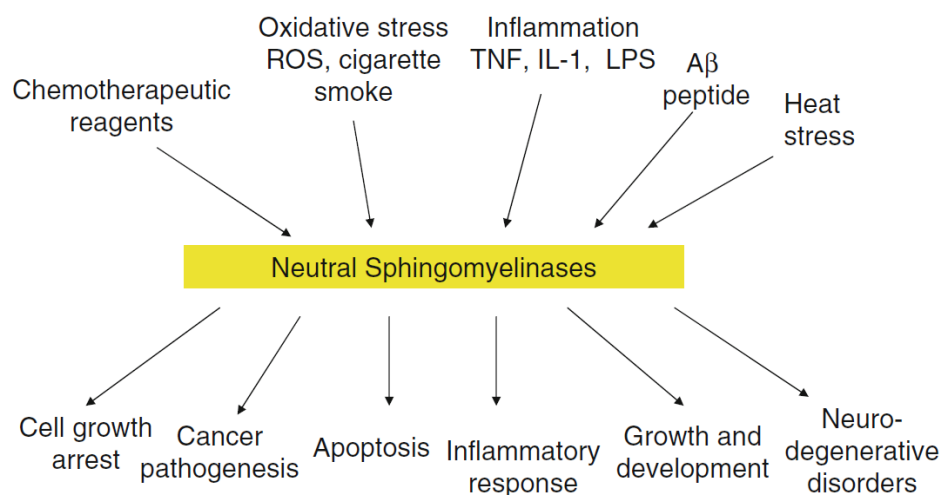 Chemotherapeutic
reagents
Oxidative stress
ROS, cigarette
smoke
Inflammation
TNF, IL-1, LPS
Aβ
peptide
Heat
stress
Neutral Sphingomyelinases
Cell growth
arrest
Cancer
pathogenesis
Apoptosis
Inflammatory
response
Growth and
development
Neuro-
degenerative
disorders